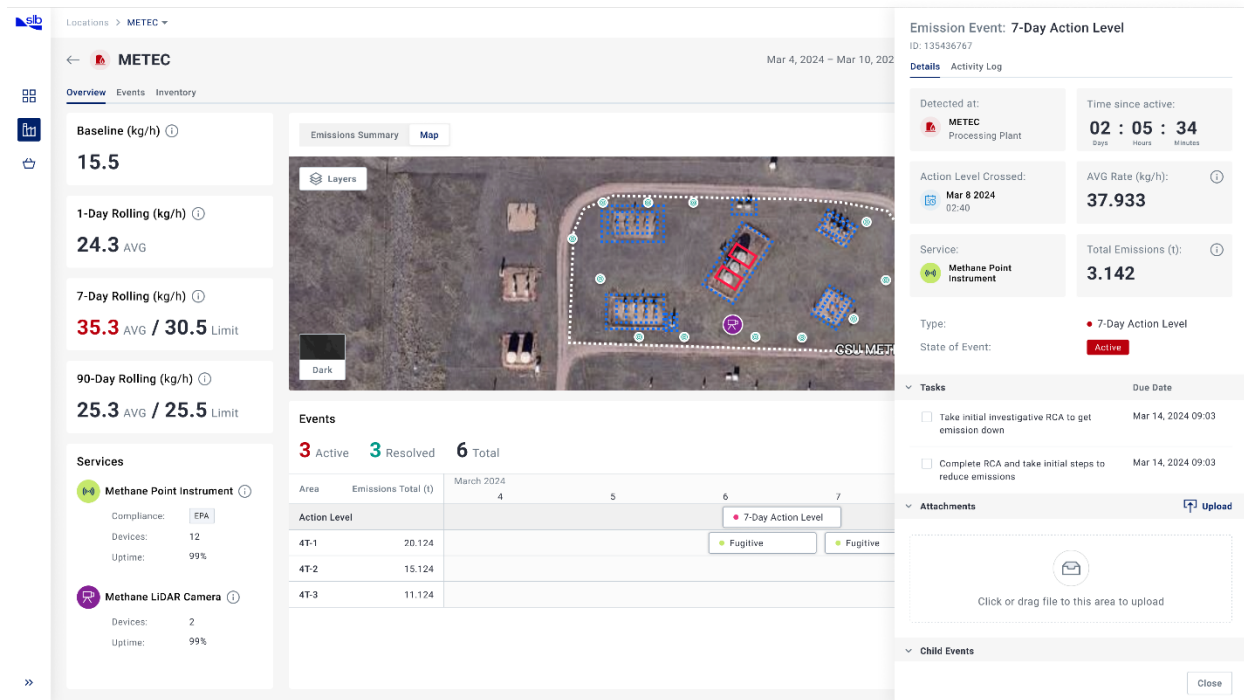 slb
Locations > METEC
METEC
Mar 4, 2024 – Mar 10, 202
Overview Events Inventory
Baseline (kg/h)
15.5
1-Day Rolling (kg/h)
24.3 AVG
7-Day Rolling (kg/h)
35.3 AVG / 30.5 Limit
90-Day Rolling (kg/h)
25.3 AVG / 25.5 Limit
Services
Methane Point Instrument
Compliance: EPA
Devices: 12
Uptime: 99%
Methane LiDAR Camera
Devices: 2
Uptime: 99%
Emissions Summary Map
Layers
CSU MET
Dark
Events
3 Active 3 Resolved 6 Total
Area Emissions Total (t) March 2024
4 5 6 7
Action Level 7-Day Action Level
4T-1 20.124 Fugitive Fugitive
4T-2 15.124
4T-3 11.124
Emission Event: 7-Day Action Level
ID: 135436767
Details Activity Log
Detected at:
METEC
Processing Plant
Time since active:
02 : 05 : 34
Days Hours Minutes
Action Level Crossed:
Mar 8 2024
02:40
AVG Rate (kg/h):
37.933
Service:
Methane Point
Instrument
Total Emissions (t):
3.142
Type: 7-Day Action Level
State of Event: Active
Tasks Due Date
Take initial investigative RCA to get Mar 14, 2024 09:03
emission down
Complete RCA and take initial steps to Mar 14, 2024 09:03
reduce emissions
Attachments Upload
Click or drag file to this area to upload
Child Events
Close